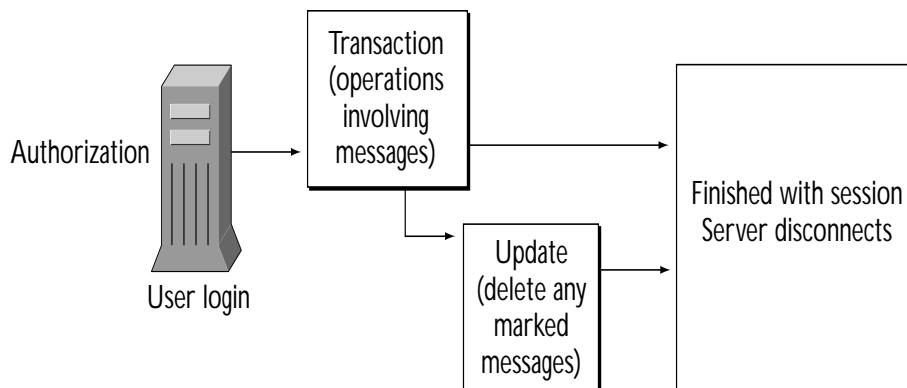 Authorization
User login
Transaction
(operations
involving
messages)
Update
(delete any
marked
messages)
Finished with session
Server disconnects